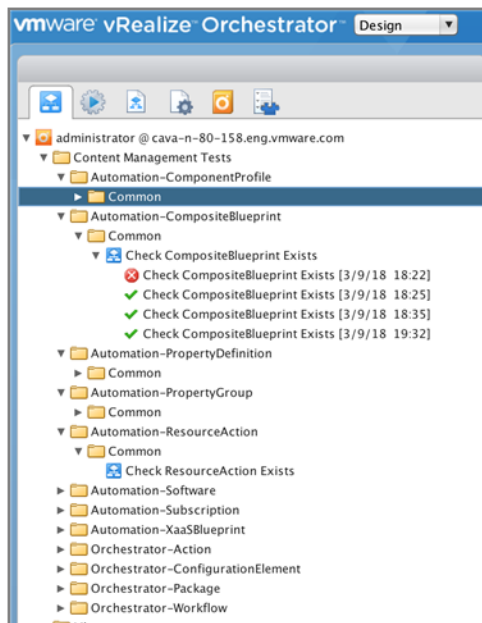 vmware vRealize Orchestrator Design
administrator @ cava-n-80-158.eng.vmware.com
Content Management Tests
Automation-ComponentProfile
Common
Automation-CompositeBlueprint
Common
Check CompositeBlueprint Exists
Check CompositeBlueprint Exists [3/9/18 18:22]
Check CompositeBlueprint Exists [3/9/18 18:25]
Check CompositeBlueprint Exists [3/9/18 18:35]
Check CompositeBlueprint Exists [3/9/18 19:32]
Automation-PropertyDefinition
Common
Automation-PropertyGroup
Common
Automation-ResourceAction
Common
Check ResourceAction Exists
Automation-Software
Automation-Subscription
Automation-XaaSBlueprint
Orchestrator-Action
Orchestrator-ConfigurationElement
Orchestrator-Package
Orchestrator-Workflow